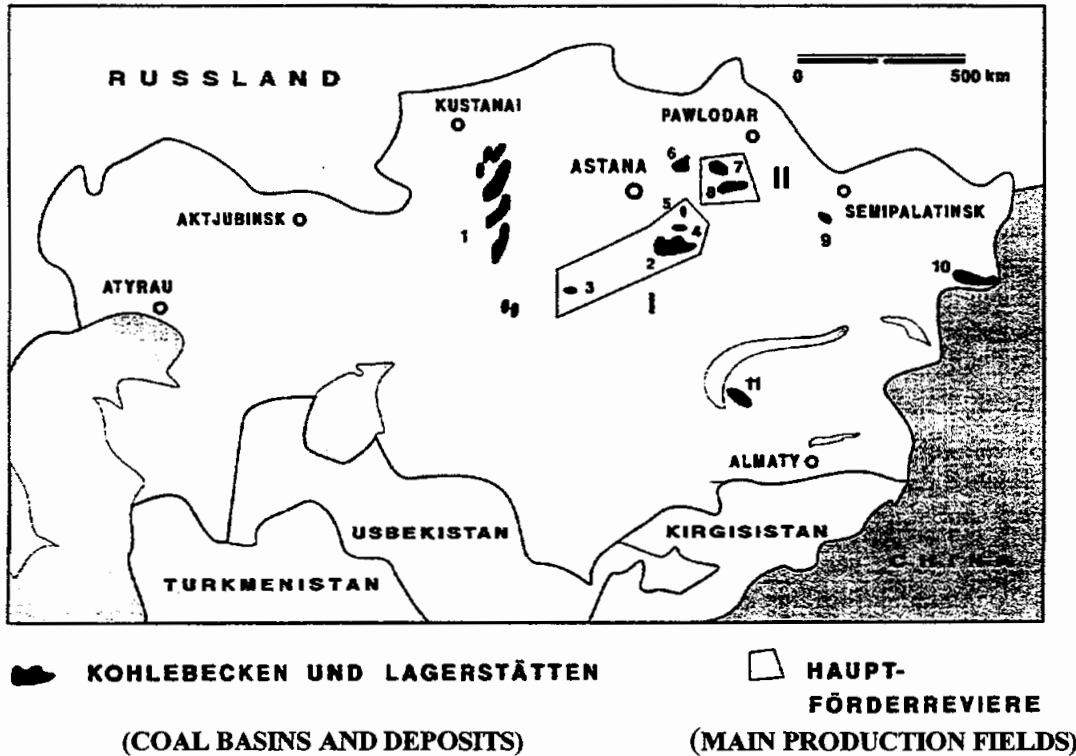 RUSSLAND
0 500 km
KUSTANAI
PAWLODAR
ASTANA
6
7
II
8
AKTJUBINSK
SEMIPALATINSK
5
4
1
9
2
10
3
ATYRAU
I
11
ALMATY
USBEKISTAN
KIRGISISTAN
CHINA
TURKMENISTAN
KOHLEBECKEN UND LAGERSTÄTTEN
HAUPT-
FÖRDERREVIERE
(COAL BASINS AND DEPOSITS)
(MAIN PRODUCTION FIELDS)